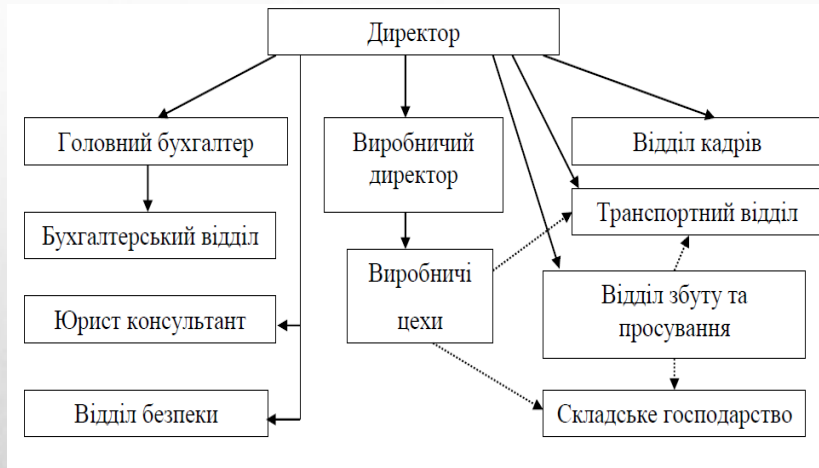 Директор
Головний бухгалтер
Виробничий
директор
Відділ кадрів
Транспортний відділ
Бухгалтерський відділ
Виробничі
цехи
Відділ збуту та
просування
Юрист консультант
Відділ безпеки
Складське господарство